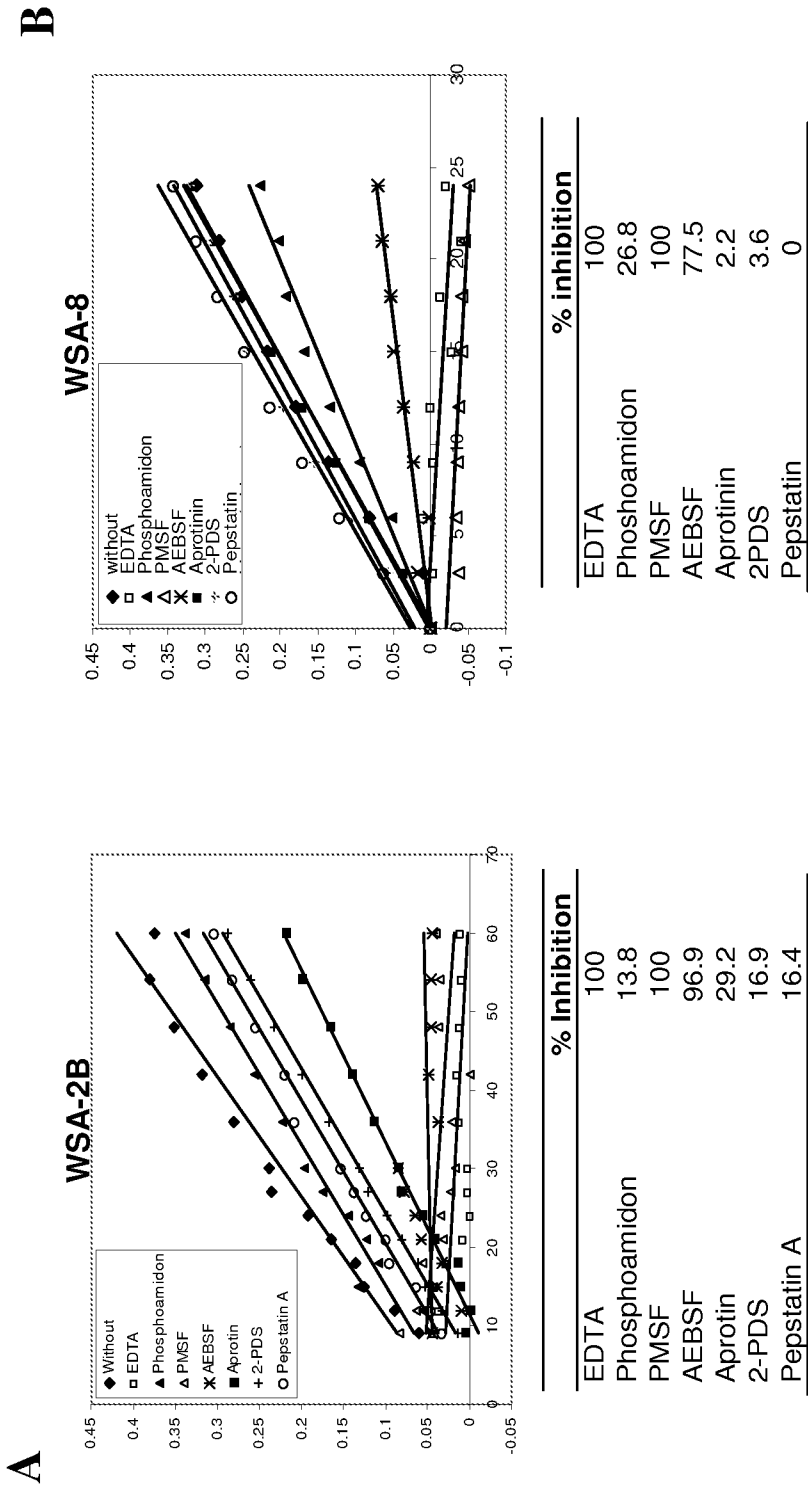 A
WSA-2B
0.45
0.4
0.35
0.3
0.25
0.2
0.15
0.1
0.05
0
-0.05
0
10
20
30
40
50
60
70
Without
EDTA
Phosphoamidon
PMSF
AEBSF
Aprotin
2-PDS
Pepstatin A
% Inhibition
EDTA 100
Phosphoamidon 13.8
PMSF 100
AEBSF 96.9
Aprotin 29.2
2-PDS 16.9
Pepstatin A 16.4
B
WSA-8
0.45
0.4
0.35
0.3
0.25
0.2
0.15
0.1
0.05
0
-0.05
-0.1
0
5
10
15
20
25
30
without
EDTA
Phosphoamidon
PMSF
AEBSF
Aprotinin
2-PDS
Pepstatin
% inhibition
EDTA 100
Phoshoamidon 26.8
PMSF 100
AEBSF 77.5
Aprotinin 2.2
2PDS 3.6
Pepstatin 0